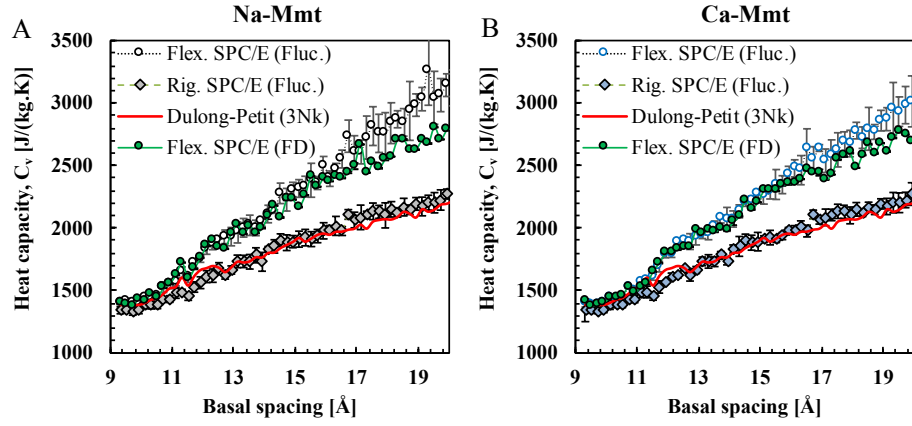 Na-Mmt
A
Heat capacity, Cv [J/(kg.K)]
3500
3000
2500
2000
1500
1000
Flex. SPC/E (Fluc.)
Rig. SPC/E (Fluc.)
Dulong-Petit (3Nk)
Flex. SPC/E (FD)
9 11 13 15 17 19
Basal spacing [Å]
Ca-Mmt
B
Heat capacity, Cv [J/(kg.K)]
3500
3000
2500
2000
1500
1000
Flex. SPC/E (Fluc.)
Rig. SPC/E (Fluc.)
Dulong-Petit (3Nk)
Flex. SPC/E (FD)
9 11 13 15 17 19
Basal spacing [Å]